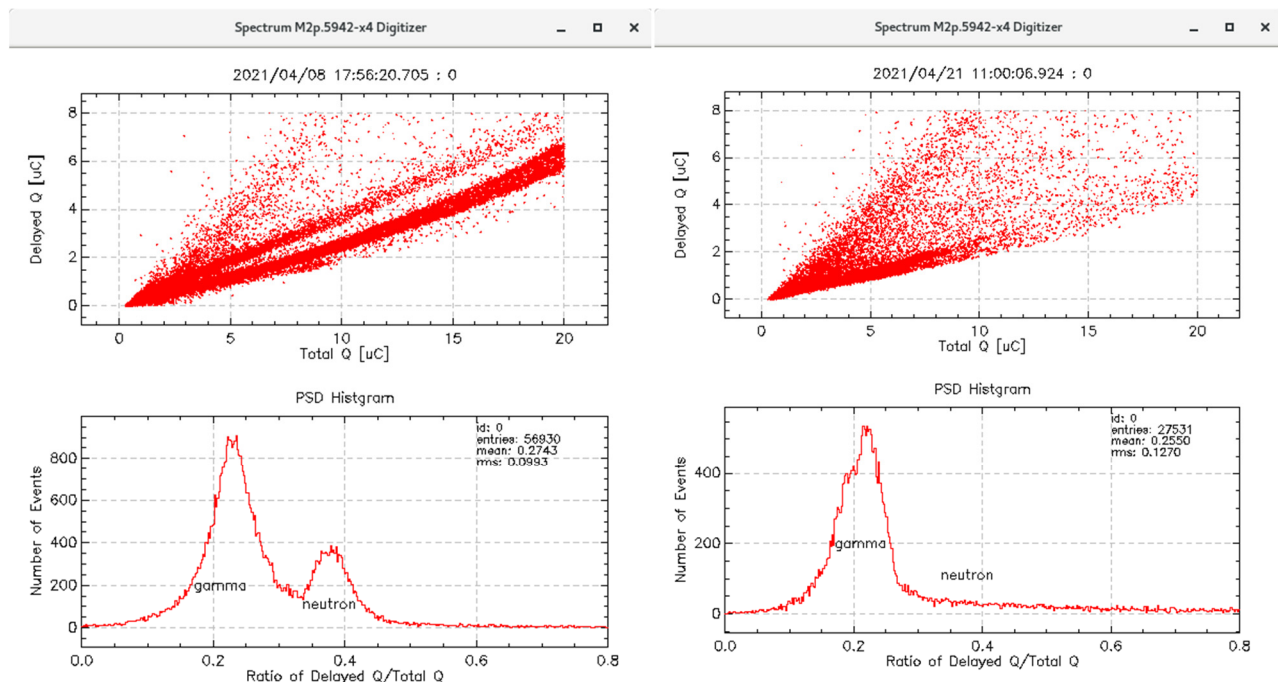 Spectrum M2p.5942-x4 Digitizer
2021/04/08 17:56:20.705 : 0
Delayed Q [uC]
8
6
4
2
0
0 5 10 15 20
Total Q [uC]
PSD Histgram
id: 0
entries: 56930
mean: 0.2743
rms: 0.0993
Number of Events
800
600
400
200
0
gamma
neutron
0.0 0.2 0.4 0.6 0.8
Ratio of Delayed Q/Total Q
Spectrum M2p.5942-x4 Digitizer
2021/04/21 11:00:06.924 : 0
Delayed Q [uC]
8
6
4
2
0
0 5 10 15 20
Total Q [uC]
PSD Histgram
id: 0
entries: 27531
mean: 0.2550
rms: 0.1270
Number of Events
400
200
0
gamma
neutron
0.0 0.2 0.4 0.6 0.8
Ratio of Delayed Q/Total Q